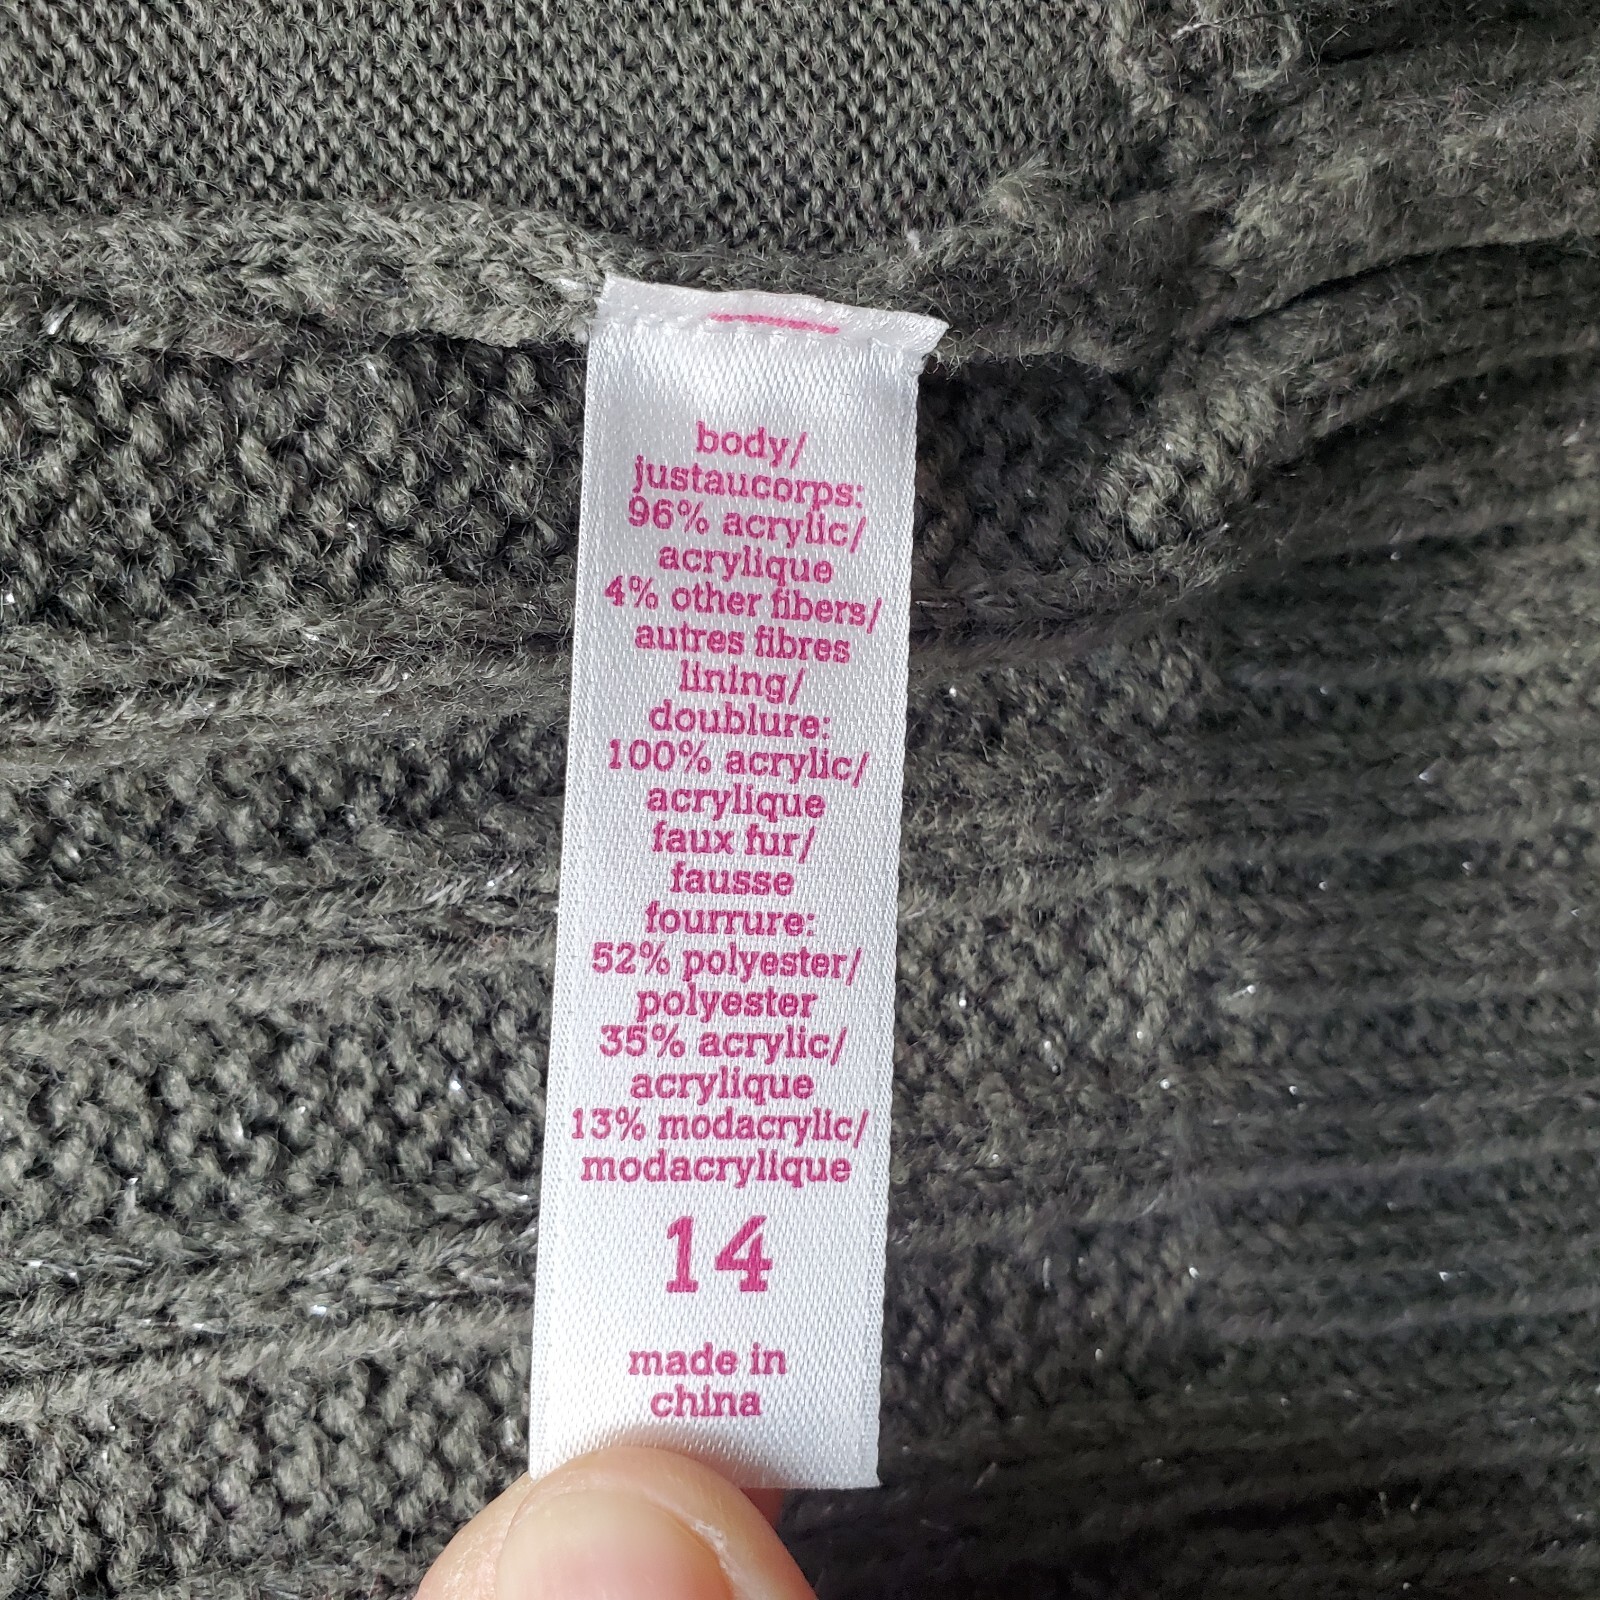 body/
justaucorps:
96% acrylic/
acrylique
4% other fibers/
autres fibres
lining/
doublure:
100% acrylic/
acrylique
faux fur/
fausse
fourrure:
52% polyester/
polyester
35% acrylic/
acrylique
13% modacrylic/
modacrylique
14
made in
china